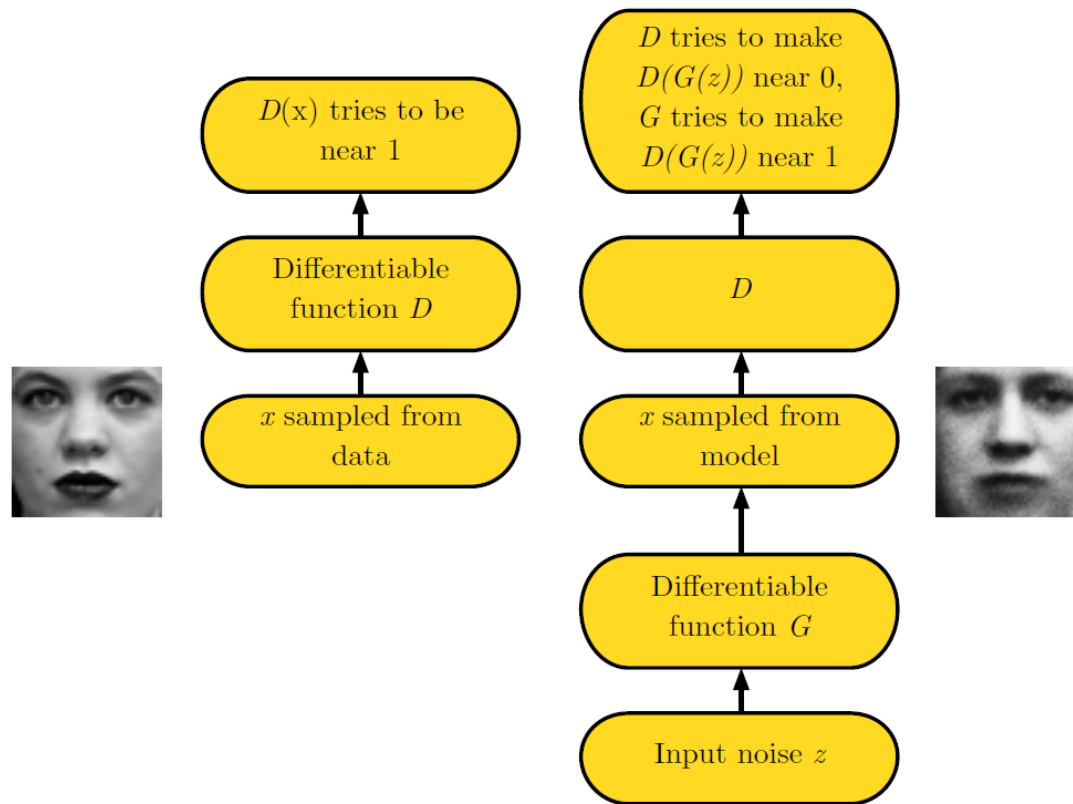 D(x) tries to be
near 1
Differentiable
function D
x sampled from
data
D tries to make
D(G(z)) near 0,
G tries to make
D(G(z)) near 1
D
x sampled from
model
Differentiable
function G
Input noise z